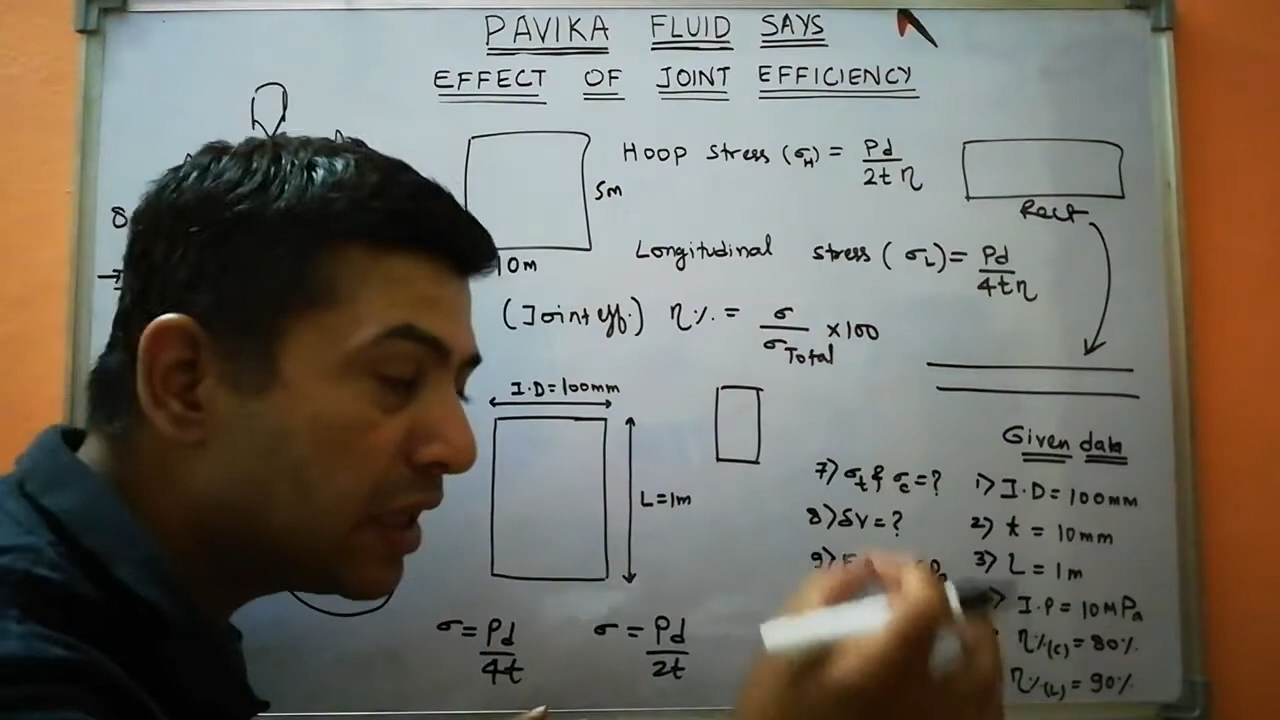 PAVIKA FLUID SAYS
EFFECT OF JOINT EFFICIENCY
8
5m
10m
Hoop Stress (σH) = Pd / 2tη
Rect
Longitudinal stress (σL) = Pd / 4tη
(Joint eff.) η% = σ / σTotal ×100
I.D=100mm
L=1m
Given data
7) σt & σc=?
8) δV=?
9)
1) I.D=100mm
2) t = 10mm
3) L = 1m
I.P=10MPa
η%(c)=80%
η%(L)=90%
σ=Pd / 4t
σ=Pd / 2t